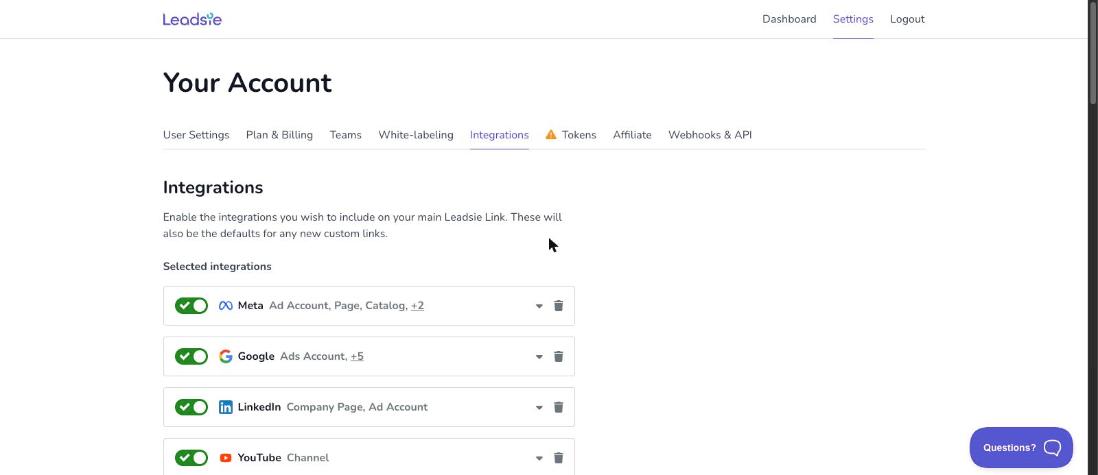 Leadsie
Dashboard Settings Logout
Your Account
User Settings Plan & Billing Teams White-labeling Integrations Tokens Affiliate Webhooks & API
Integrations
Enable the integrations you wish to include on your main Leadsie Link. These will
also be the defaults for any new custom links.
Selected integrations
Meta Ad Account, Page, Catalog, +2
Google Ads Account, +5
LinkedIn Company Page, Ad Account
YouTube Channel
Questions?